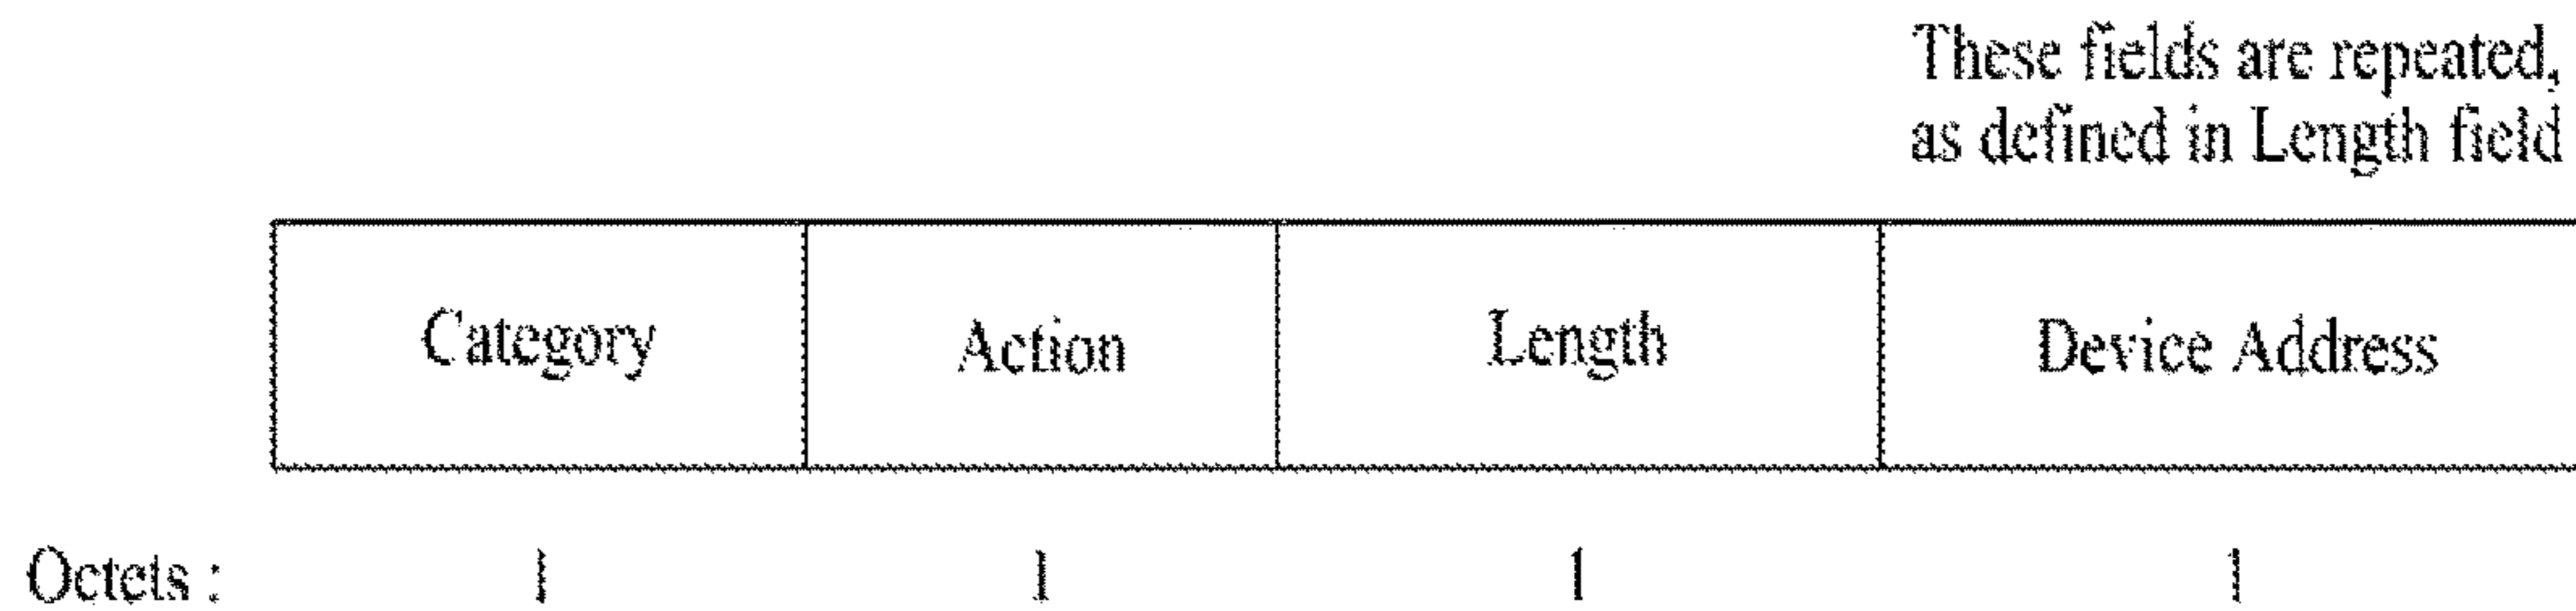 These fields are repeated,
as defined in Length field
Category Action Length Device Address
Octets : 1 1 1 1